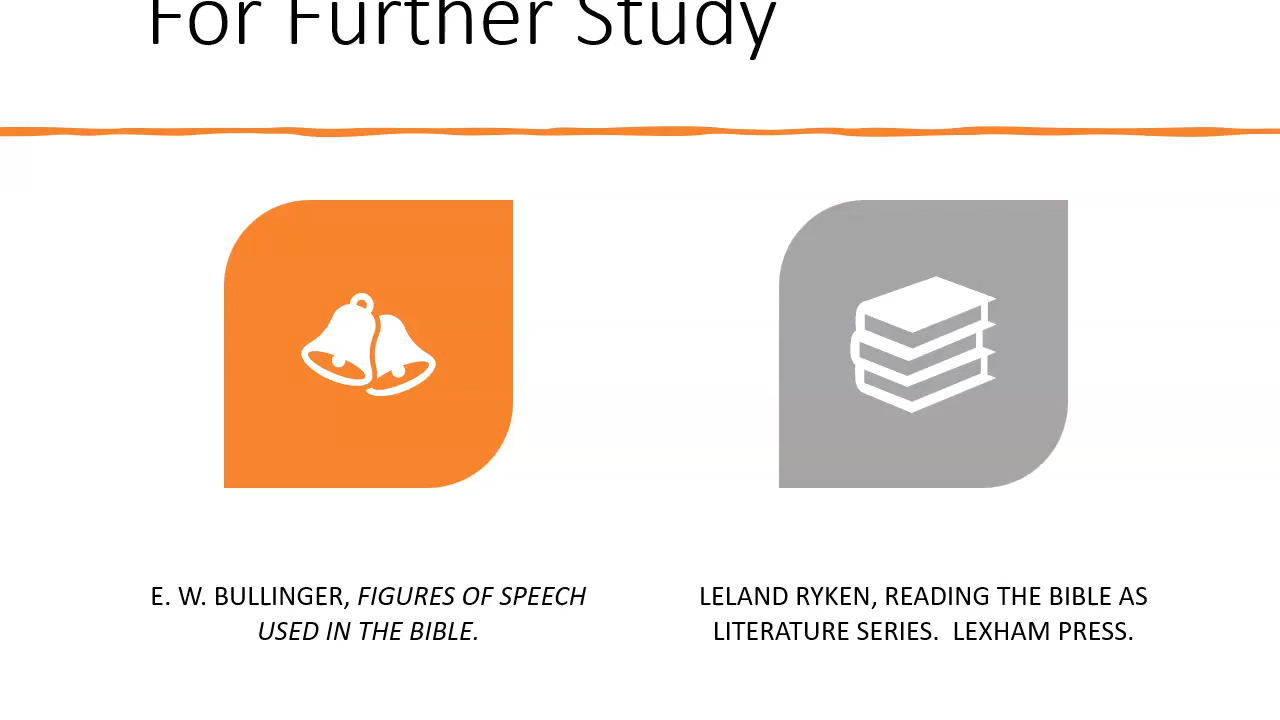 For Further Study
E. W. BULLINGER, FIGURES OF SPEECH
USED IN THE BIBLE.
LELAND RYKEN, READING THE BIBLE AS
LITERATURE SERIES.  LEXHAM PRESS.